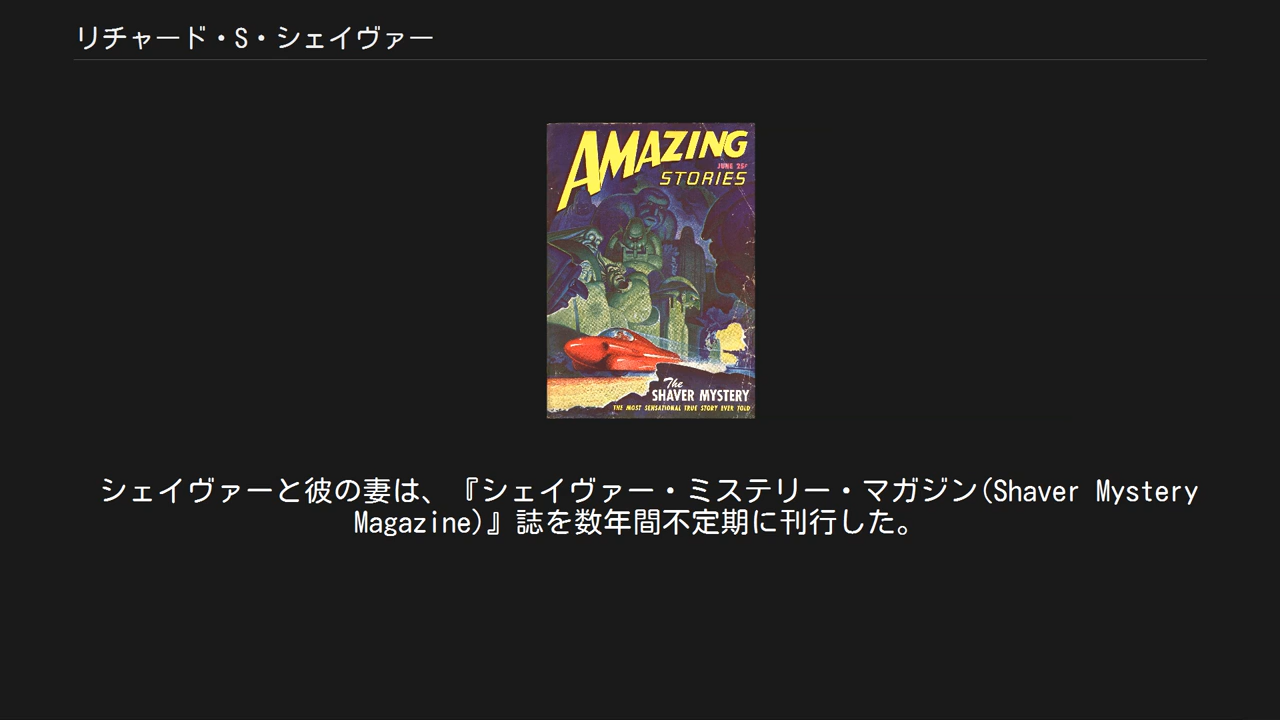 リチャード・S・シェイヴァー
AMAZING
JUNE 25¢
STORIES
The
SHAVER MYSTERY
THE MOST SENSATIONAL TRUE STORY EVER TOLD
シェイヴァーと彼の妻は、『シェイヴァー・ミステリー・マガジン(Shaver Mystery
Magazine)』誌を数年間不定期に刊行した。